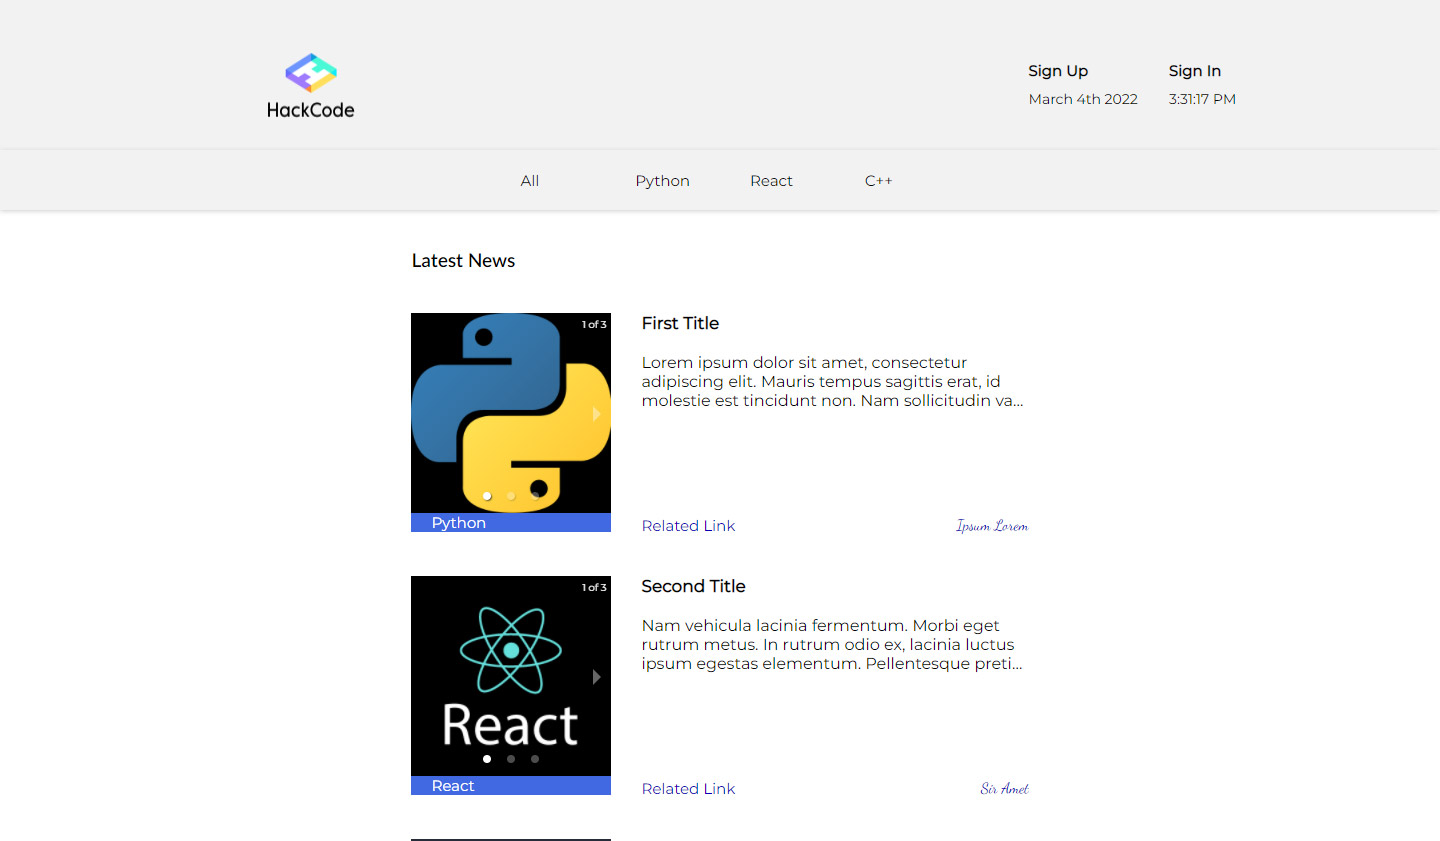 HackCode
Sign Up
Sign In
March 4th 2022
3:31:17 PM
All
Python
React
C++
Latest News
1 of 3
First Title
Lorem ipsum dolor sit amet, consectetur
adipiscing elit. Mauris tempus sagittis erat, id
molestie est tincidunt non. Nam sollicitudin va...
Python
Related Link
Ipsum Lorem
1 of 3
React
Second Title
Nam vehicula lacinia fermentum. Morbi eget
rutrum metus. In rutrum odio ex, lacinia luctus
ipsum egestas elementum. Pellentesque preti...
React
Related Link
Sir Amet